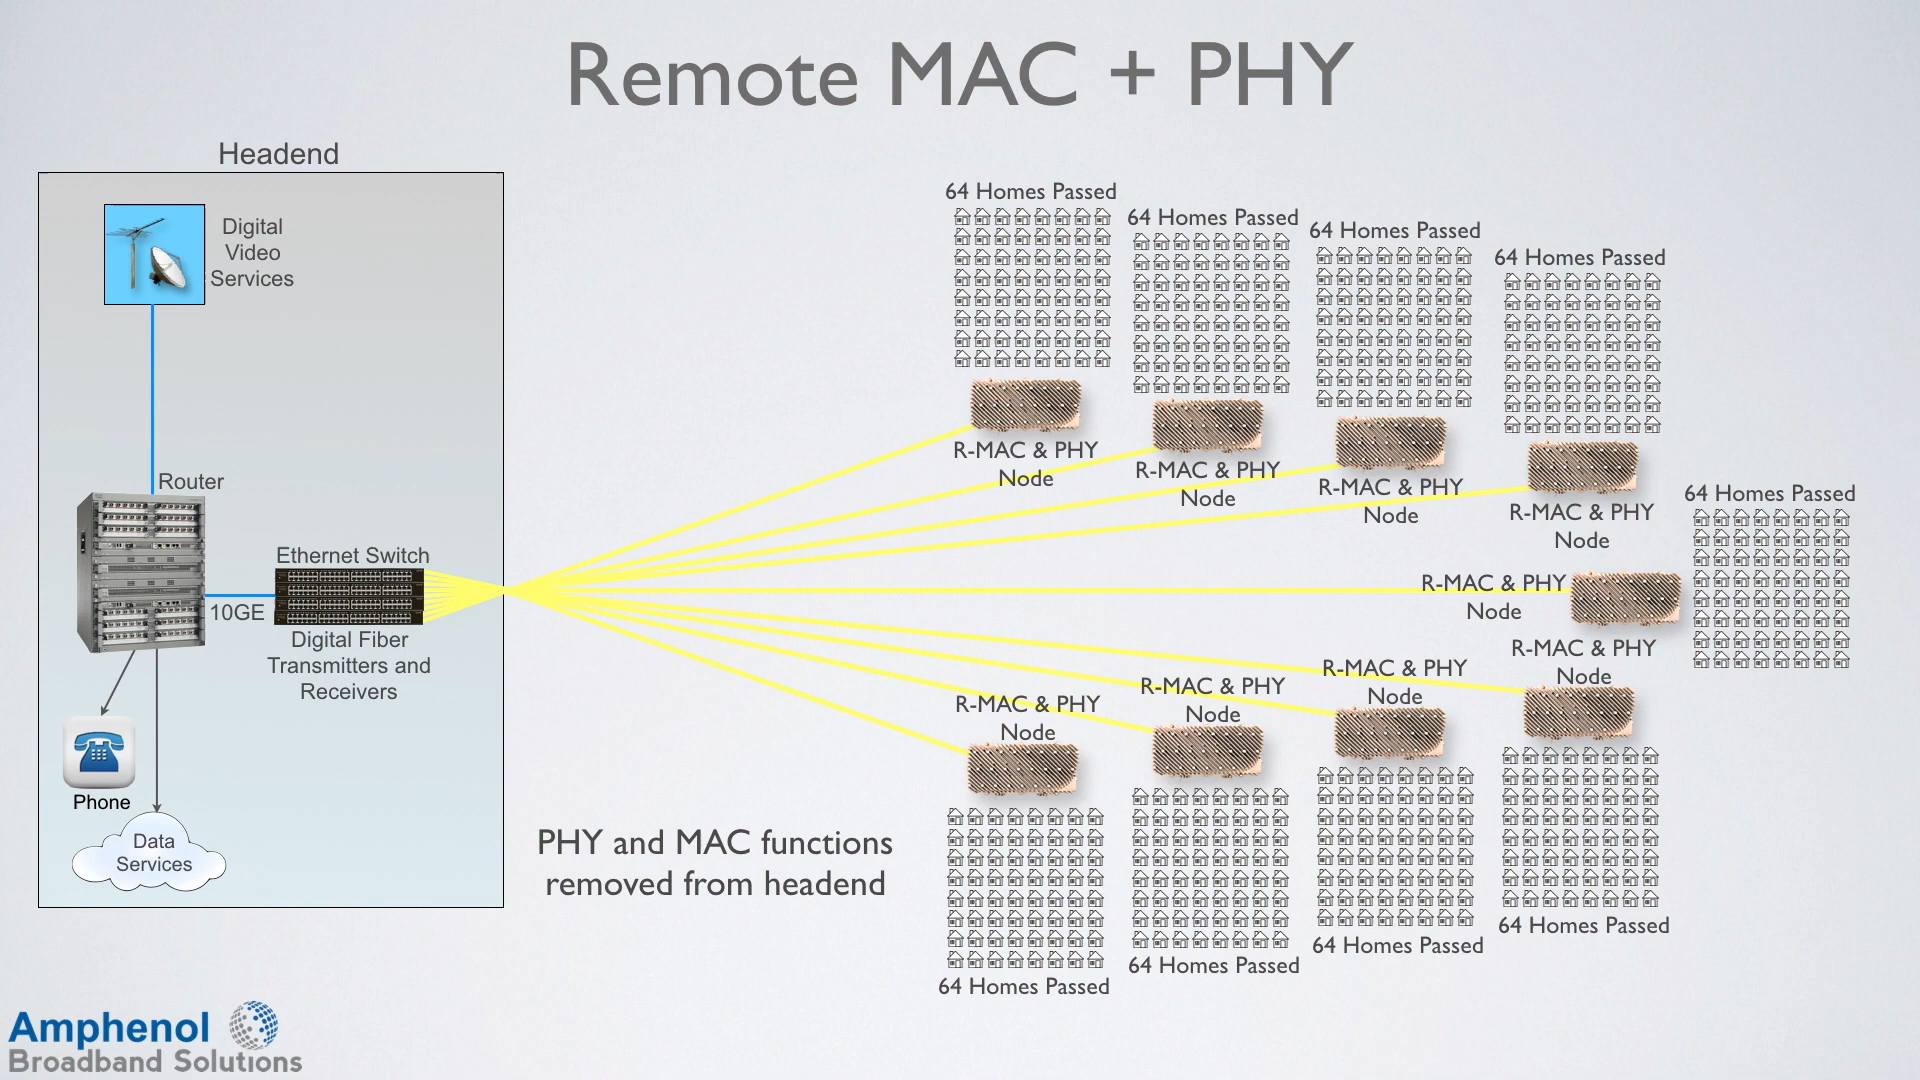 Remote MAC + PHY
Headend
Digital
Video
Services
Router
Ethernet Switch
10GE
Digital Fiber
Transmitters and
Receivers
Phone
Data
Services
64 Homes Passed
R-MAC & PHY
Node
64 Homes Passed
R-MAC & PHY
Node
64 Homes Passed
R-MAC & PHY
Node
64 Homes Passed
R-MAC & PHY
Node
64 Homes Passed
R-MAC & PHY
Node
R-MAC & PHY
Node
64 Homes Passed
R-MAC & PHY
Node
64 Homes Passed
R-MAC & PHY
Node
64 Homes Passed
R-MAC & PHY
Node
64 Homes Passed
PHY and MAC functions
removed from headend
Amphenol
Broadband Solutions